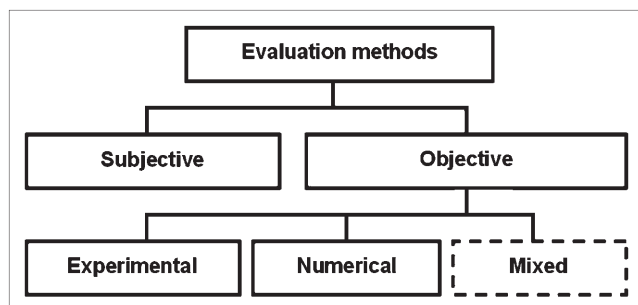 Evaluation methods
Subjective
Objective
Experimental
Numerical
Mixed